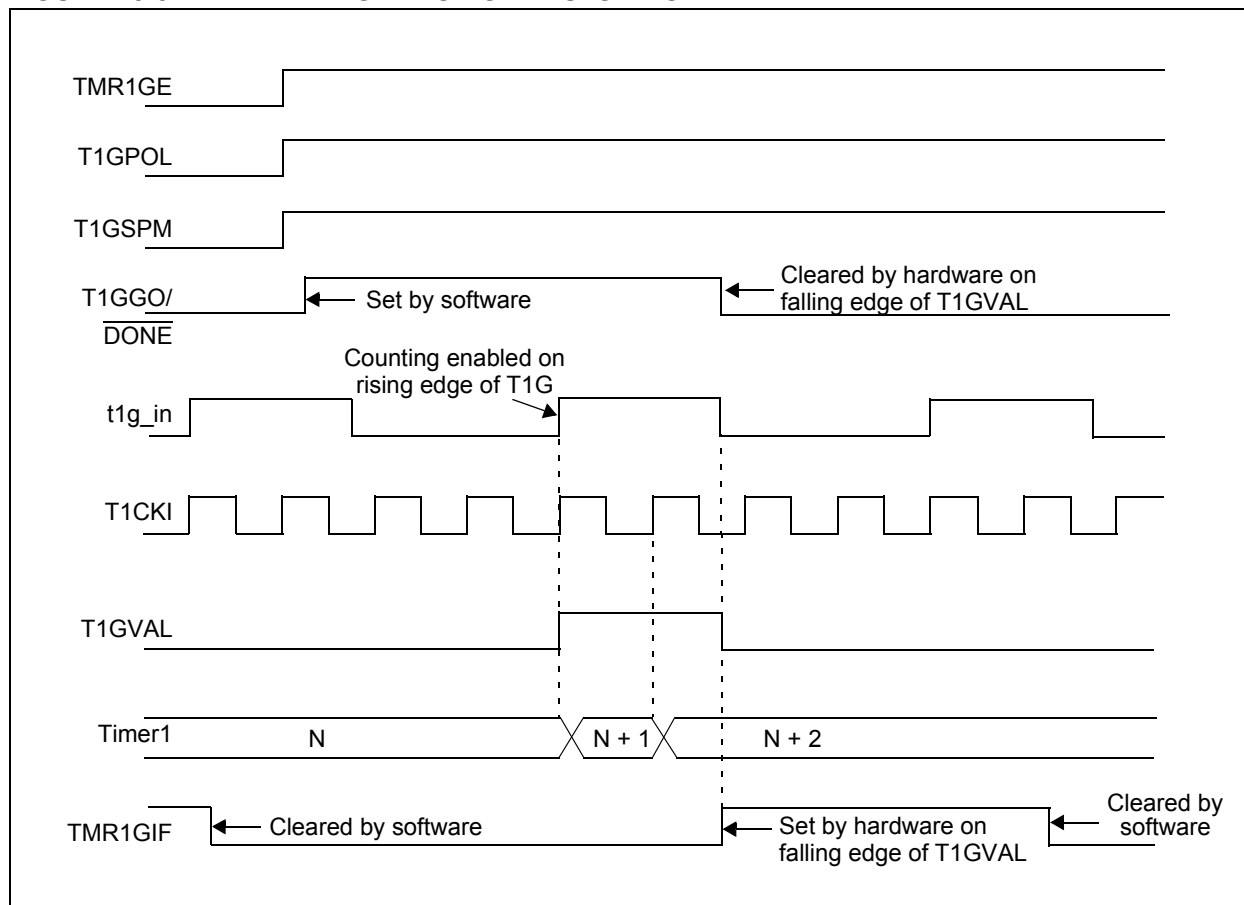 TMR1GE
T1GPOL
T1GSPM
T1GGO/
DONE
Set by software
Cleared by hardware on
falling edge of T1GVAL
Counting enabled on
rising edge of T1G
t1g_in
T1CKI
T1GVAL
Timer1
N
N + 1
N + 2
TMR1GIF
Cleared by software
Set by hardware on
falling edge of T1GVAL
Cleared by
software